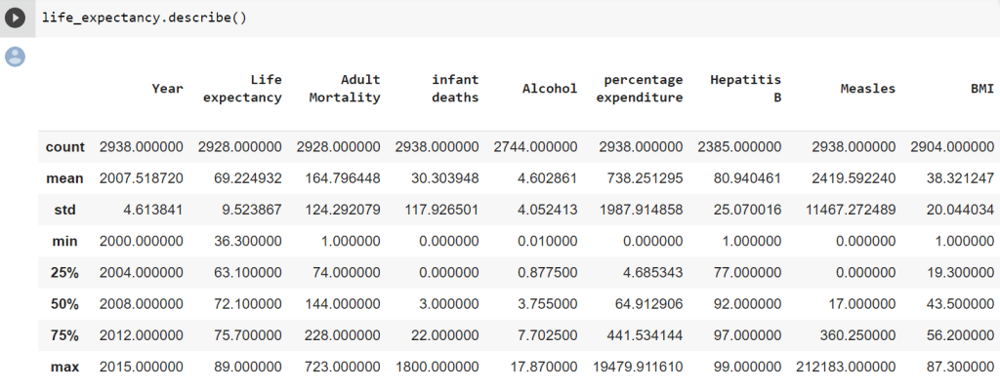 life_expectancy.describe()
Year Life expectancy Adult Mortality infant deaths Alcohol percentage expenditure Hepatitis B Measles BMI
count 2938.000000 2928.000000 2928.000000 2938.000000 2744.000000 2938.000000 2385.000000 2938.000000 2904.000000
mean 2007.518720 69.224932 164.796448 30.303948 4.602861 738.251295 80.940461 2419.592240 38.321247
std 4.613841 9.523867 124.292079 117.926501 4.052413 1987.914858 25.070016 11467.272489 20.044034
min 2000.000000 36.300000 1.000000 0.000000 0.010000 0.000000 1.000000 0.000000 1.000000
25% 2004.000000 63.100000 74.000000 0.000000 0.877500 4.685343 77.000000 0.000000 19.300000
50% 2008.000000 72.100000 144.000000 3.000000 3.755000 64.912906 92.000000 17.000000 43.500000
75% 2012.000000 75.700000 228.000000 22.000000 7.702500 441.534144 97.000000 360.250000 56.200000
max 2015.000000 89.000000 723.000000 1800.000000 17.870000 19479.911610 99.000000 212183.000000 87.300000